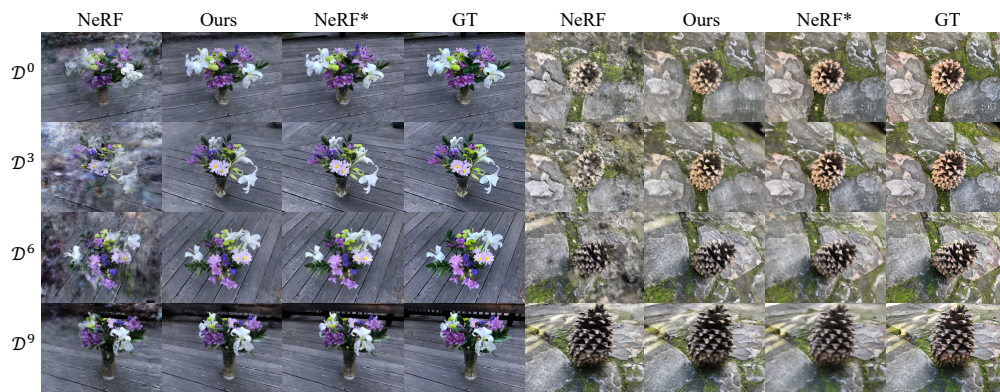 NeRF Ours NeRF* GT NeRF Ours NeRF* GT
𝒟⁰
𝒟³
𝒟⁶
𝒟⁹